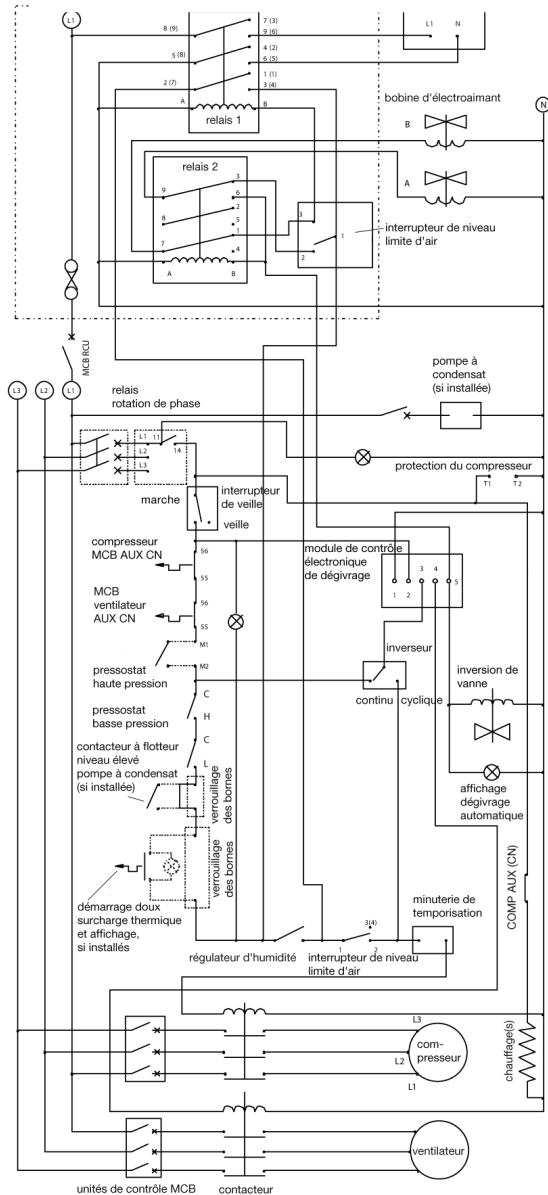 L1
7 (3)
8 (9)
9 (6)
L1
N
4 (2)
5 (8)
6 (5)
1 (1)
2 (7)
3 (4)
A
B
relais 1
bobine d'électroaimant
N
B
relais 2
3
9
6
A
2
8
5
3
1
1
interrupteur de niveau
limite d'air
7
4
2
A
B
MCB RCU
pompe à
condensat
(si installée)
L3
L2
L1
relais
rotation de phase
L1
11
L2
14
L3
protection du compresseur
T1
T2
marche
interrupteur
de veille
veille
compresseur
MCB AUX CN
56
55
module de contrôle
électronique
de dégivrage
3
4
5
1
2
MCB
ventilateur
AUX CN
56
55
M1
inverseur
pressostat
haute pression
M2
inversion de
vanne
continu
cyclique
C
pressostat
basse pression
H
contacteur à flotteur
niveau élevé
pompe à condensat
(si installée)
C
L
verrouillage
des bornes
affichage
dégivrage
automatique
verrouillage
des bornes
COMP AUX (CN)
démarrage doux
surcharge thermique
et affichage,
si installés
minuterie de
temporisation
3(4)
1
2
régulateur d'humidité
interrupteur de niveau
limite d'air
L3
com-
presseur
L2
L1
chauffage(s)
ventilateur
unités de contrôle MCB
contacteur